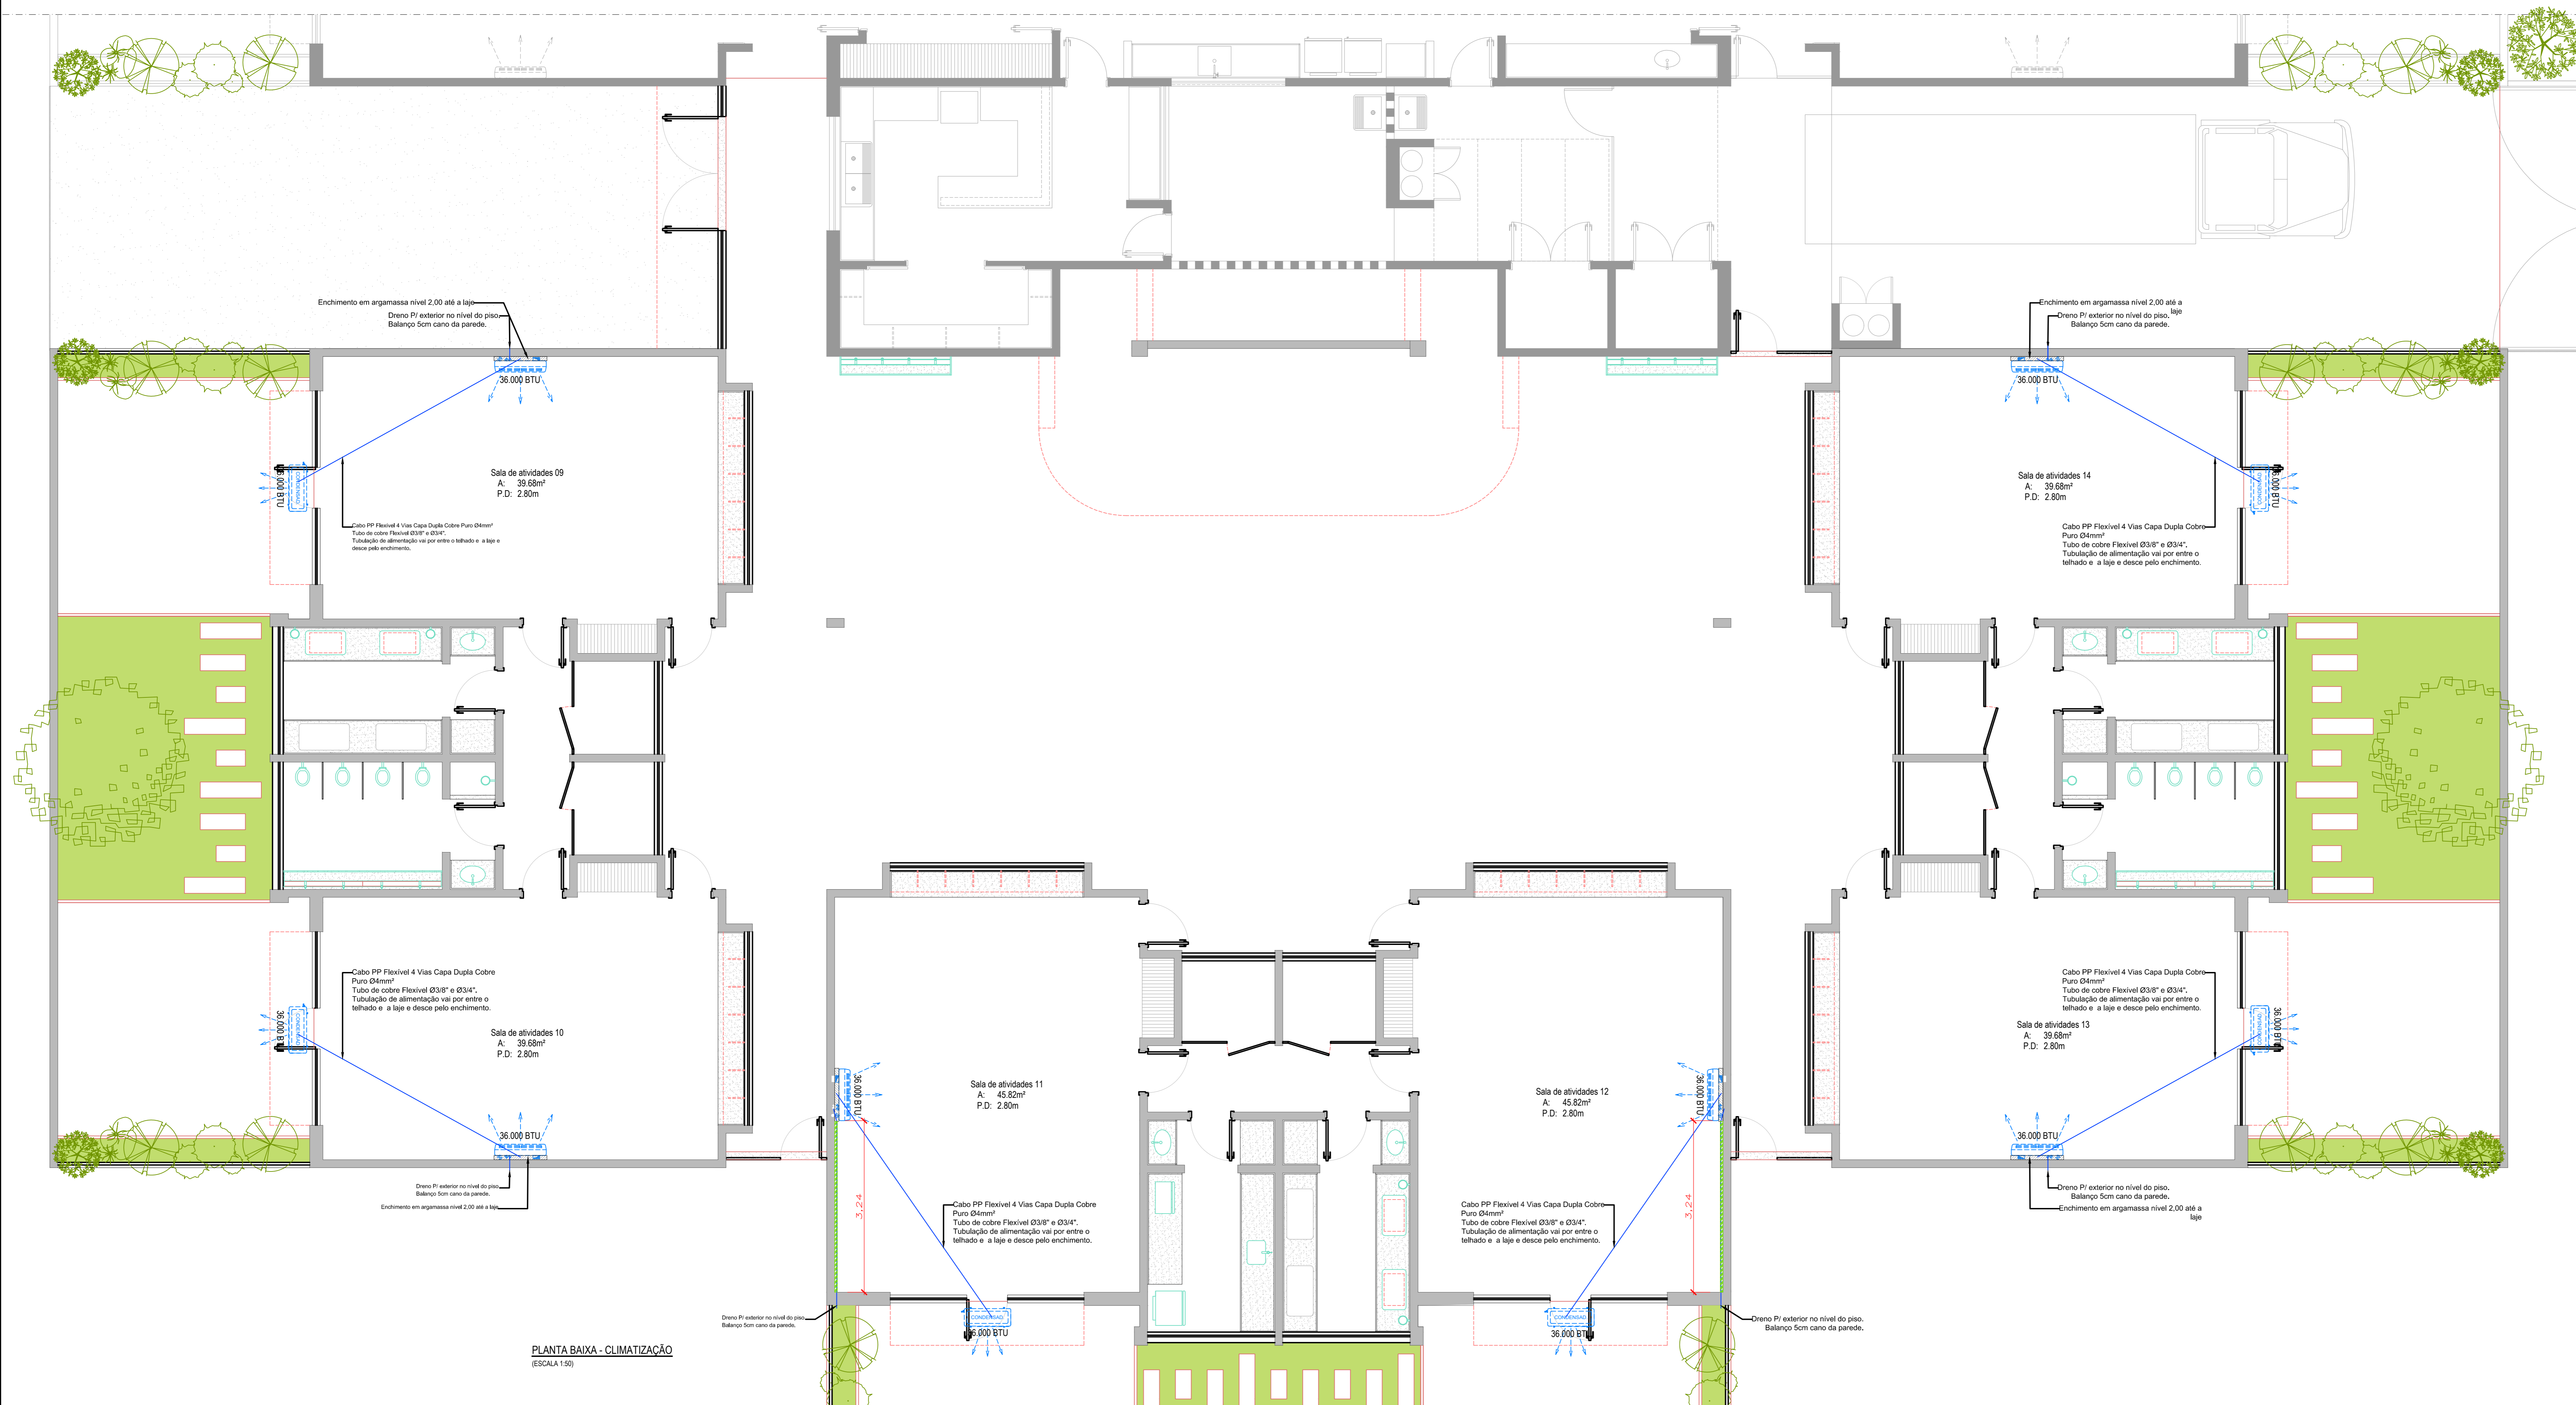 Enchimento em argamassa nível 2,00 até a laje
Dreno P/ exterior no nível do piso.
Balanço 5cm cano da parede.
36.000 BTU
CONDENSAD
36.000 BTU
Sala de atividades 09
A: 39.68m²
P.D: 2.80m
Cabo PP Flexivel 4 Vias Capa Dupla Cobre Puro Ø4mm²
Tubo de cobre Flexível Ø3/8" e Ø3/4".
Tubulação de alimentação vai por entre o telhado e a laje e
desce pelo enchimento.
Enchimento em argamassa nível 2,00 até a
laje
Dreno P/ exterior no nível do piso.
Balanço 5cm cano da parede.
36.000 BTU
Sala de atividades 14
A: 39.68m²
P.D: 2.80m
CONDENSAD
36.000 BTU
Cabo PP Flexível 4 Vias Capa Dupla Cobre
Puro Ø4mm²
Tubo de cobre Flexível Ø3/8" e Ø3/4".
Tubulação de alimentação vai por entre o
telhado e a laje e desce pelo enchimento.
Cabo PP Flexível 4 Vias Capa Dupla Cobre
Puro Ø4mm²
Tubo de cobre Flexível Ø3/8" e Ø3/4".
Tubulação de alimentação vai por entre o
telhado e a laje e desce pelo enchimento.
CONDENSAD
36.000 BTU
Sala de atividades 10
A: 39.68m²
P.D: 2.80m
36.000 BTU
Dreno P/ exterior no nível do piso
Balanço 5cm cano da parede.
Enchimento em argamassa nível 2,00 até a laje
36.000 BTU
Sala de atividades 11
A: 45.82m²
P.D: 2.80m
3,24
Cabo PP Flexível 4 Vias Capa Dupla Cobre
Puro Ø4mm²
Tubo de cobre Flexível Ø3/8" e Ø3/4".
Tubulação de alimentação vai por entre o
telhado e a laje e desce pelo enchimento.
Dreno P/ exterior no nível do piso
Balanço 5cm cano da parede.
CONDENSAD
36.000 BTU
Sala de atividades 12
A: 45.82m²
P.D: 2.80m
36.000 BTU
3,24
Cabo PP Flexível 4 Vias Capa Dupla Cobre
Puro Ø4mm²
Tubo de cobre Flexível Ø3/8" e Ø3/4".
Tubulação de alimentação vai por entre o
telhado e a laje e desce pelo enchimento.
CONDENSAD
36.000 BTU
Dreno P/ exterior no nível do piso.
Balanço 5cm cano da parede.
Cabo PP Flexível 4 Vias Capa Dupla Cobre
Puro Ø4mm²
Tubo de cobre Flexível Ø3/8" e Ø3/4".
Tubulação de alimentação vai por entre o
telhado e a laje e desce pelo enchimento.
Sala de atividades 13
A: 39.68m²
P.D: 2.80m
CONDENSAD
36.000 BTU
36.000 BTU
Dreno P/ exterior no nível do piso.
Balanço 5cm cano da parede.
Enchimento em argamassa nível 2,00 até a
laje
PLANTA BAIXA - CLIMATIZAÇÃO
(ESCALA 1:50)